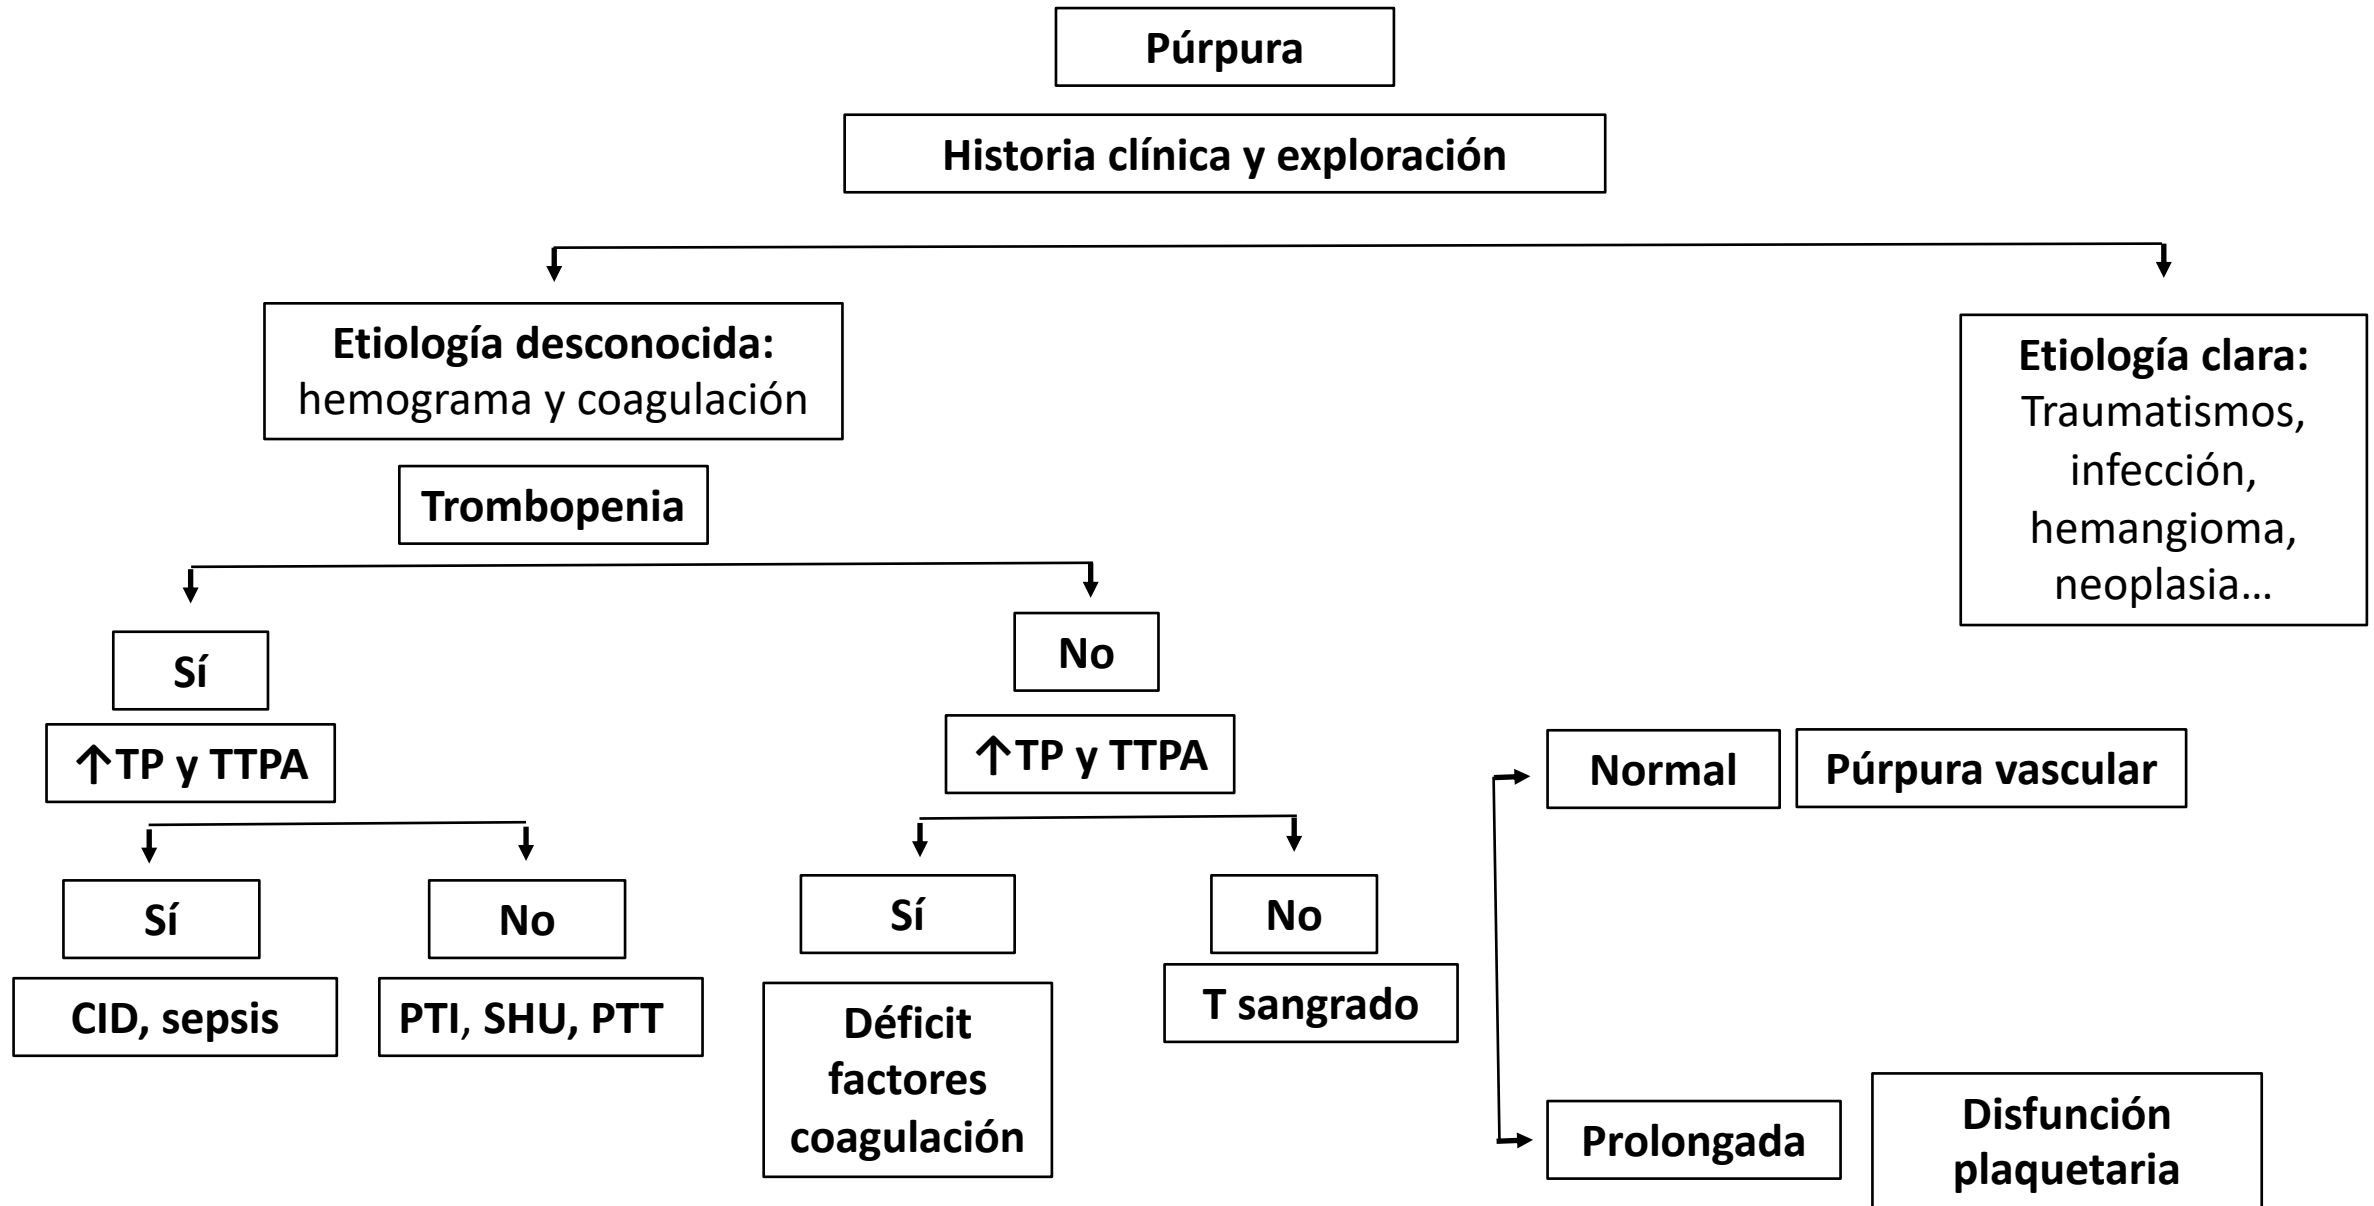 Púrpura
Historia clínica y exploración
Etiología desconocida:
hemograma y coagulación
Etiología clara:
Traumatismos,
infección,
hemangioma,
neoplasia...
Trombopenia
Sí
No
↑TP y TTPA
↑TP y TTPA
Normal
Púrpura vascular
Sí
No
Sí
No
CID, sepsis
PTI, SHU, PTT
Déficit
factores
coagulación
T sangrado
Prolongada
Disfunción
plaquetaria